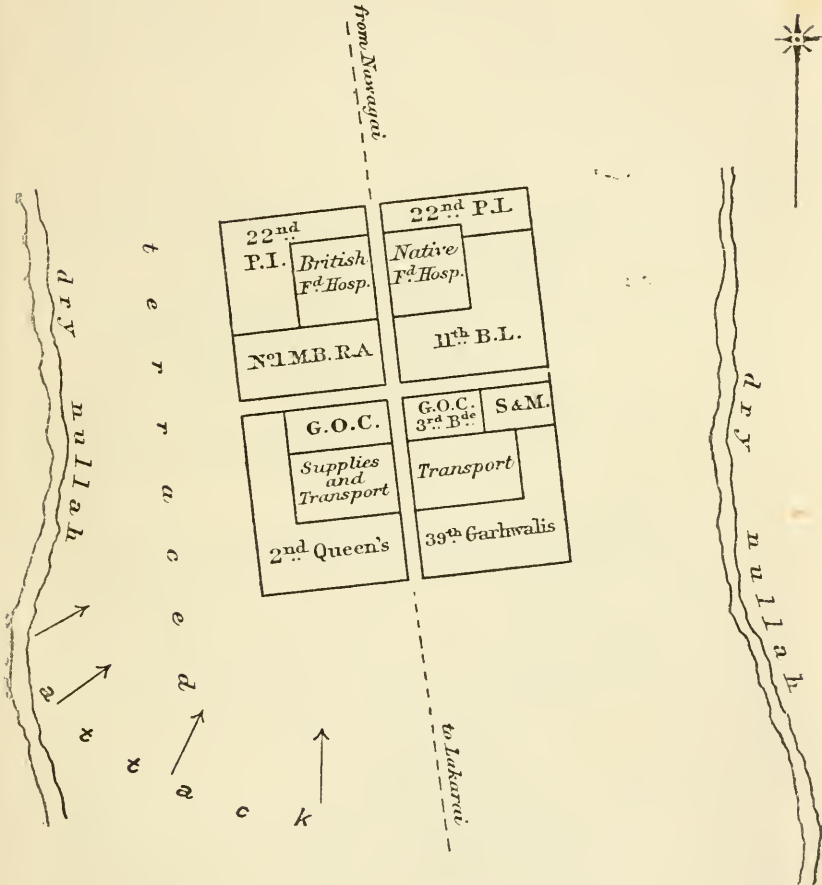 from Nawagai
22nd P.I.
British
Fd. Hosp.
22nd P.I.
Native
Fd. Hosp.
No. 1 M.B.R.A
11th B.L.
G.O.C.
G.O.C.
3rd Bde
S & M.
Supplies
and
Transport
Transport
2nd Queen's
39th Garhwalis
to Lakarai
dry nullah
terraced
attack
dry nullah